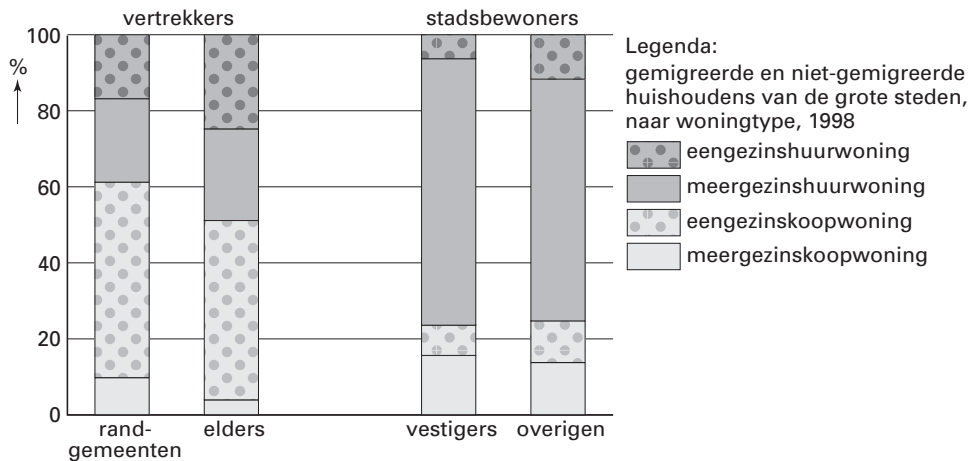 vertrekkers
stadsbewoners
%
100
80
60
40
20
0
rand-
gemeenten
elders
vestigers
overigen
Legenda:
gemigreerde en niet-gemigreerde
huishoudens van de grote steden,
naar woningtype, 1998
eengezinshuurwoning
meergezinshuurwoning
eengezinskoopwoning
meergezinskoopwoning